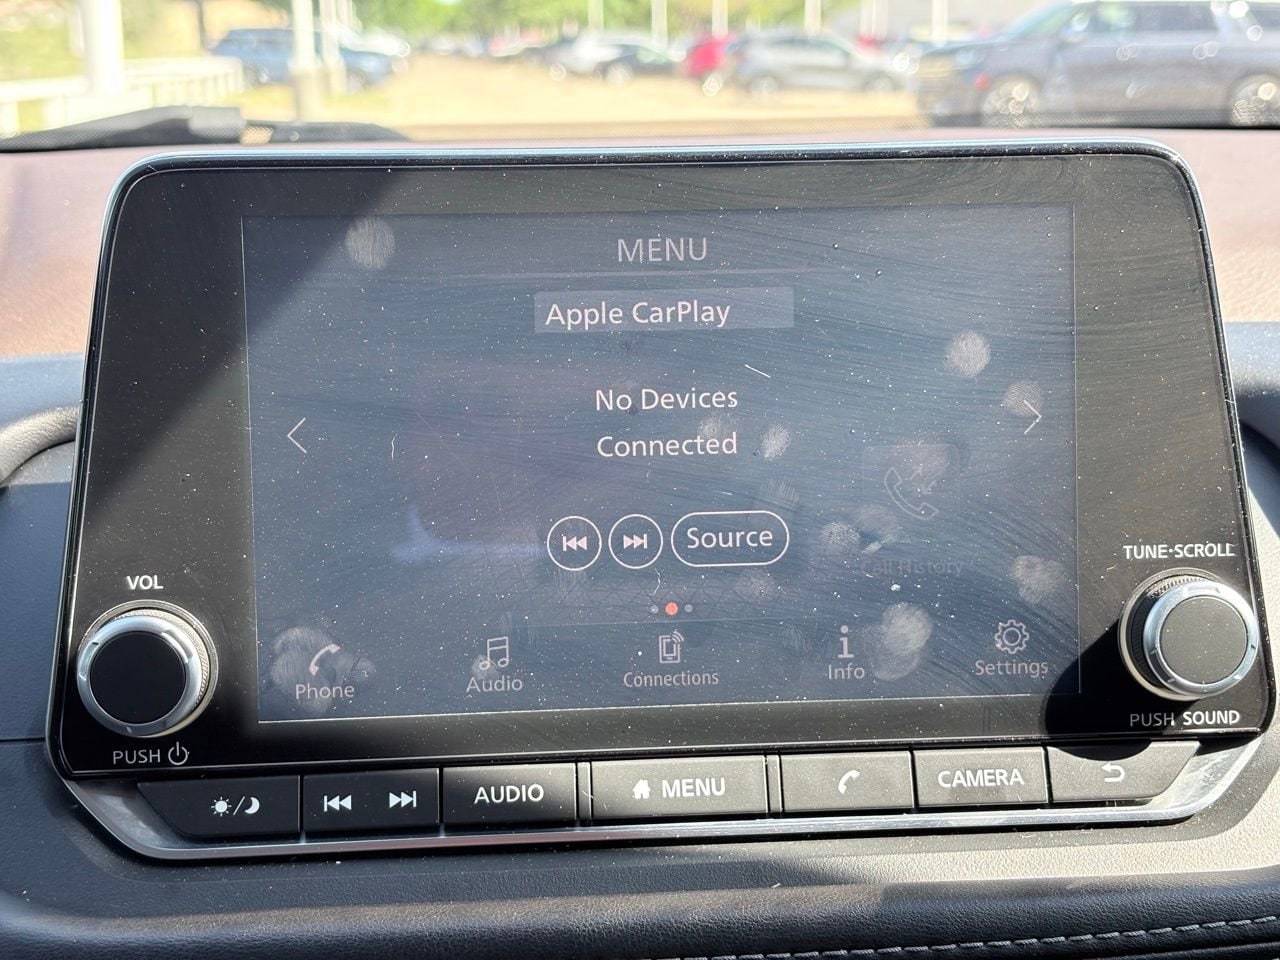 MENU
Apple CarPlay
No Devices
Connected
Source
Call History
Phone
Audio
Connections
Info
Settings
VOL
PUSH
TUNE·SCROLL
PUSH SOUND
AUDIO
MENU
CAMERA